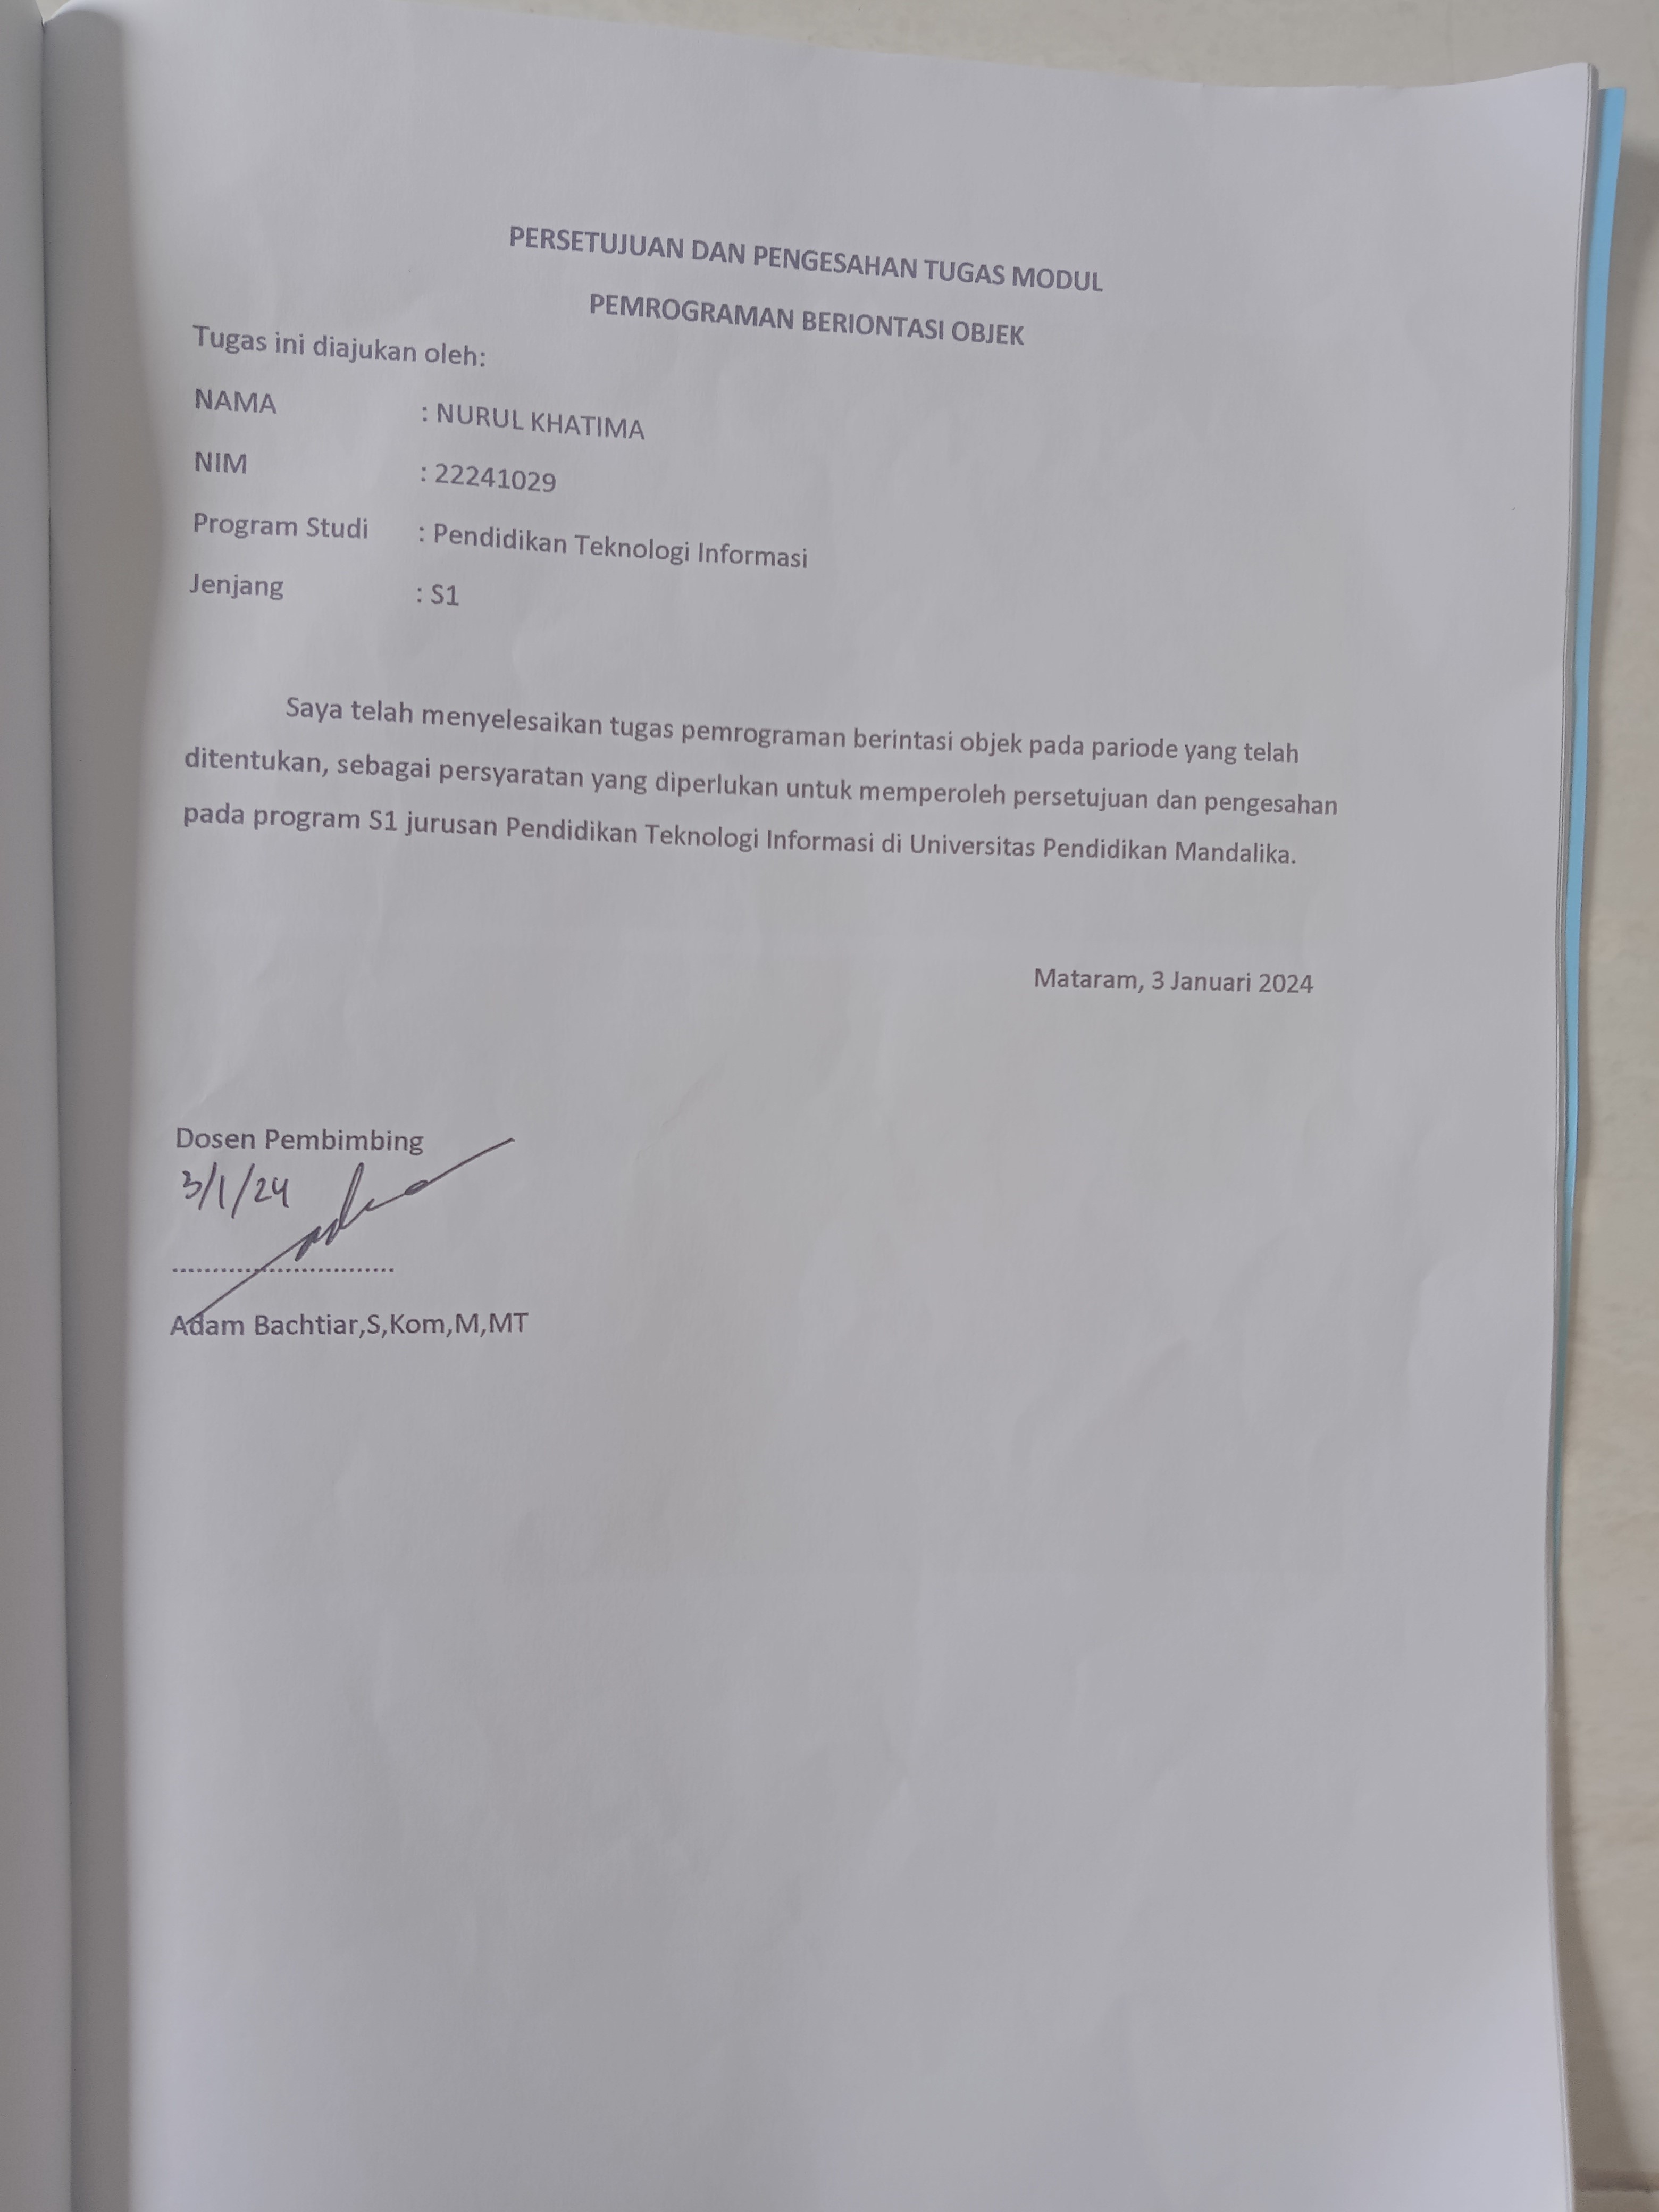 PERSETUJUAN DAN PENGESAHAN TUGAS MODUL
PEMROGRAMAN BERIONTASI OBJEK
Tugas ini diajukan oleh:
NAMA : NURUL KHATIMA
NIM : 22241029
Program Studi : Pendidikan Teknologi Informasi
Jenjang : S1
Saya telah menyelesaikan tugas pemrograman berintasi objek pada pariode yang telah
ditentukan, sebagai persyaratan yang diperlukan untuk memperoleh persetujuan dan pengesahan
pada program S1 jurusan Pendidikan Teknologi Informasi di Universitas Pendidikan Mandalika.
Mataram, 3 Januari 2024
Dosen Pembimbing
3/1/24
............................
Adam Bachtiar,S,Kom,M,MT